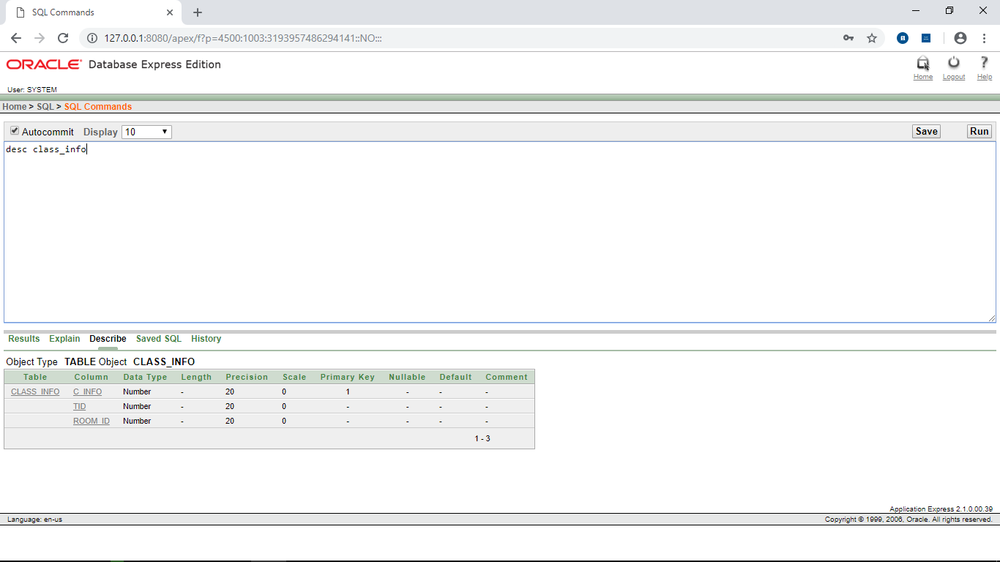 SQL Commands
127.0.0.1:8080/apex/f?p=4500:1003:3193957486294141::NO:::
ORACLE Database Express Edition
Home Logout Help
User: SYSTEM
Home > SQL > SQL Commands
Autocommit Display 10 Save Run
desc class_info
Results Explain Describe Saved SQL History
Object Type TABLE Object CLASS_INFO
Table Column Data Type Length Precision Scale Primary Key Nullable Default Comment
CLASS_INFO C_INFO Number - 20 0 1 - - -
TID Number - 20 0 - - - -
ROOM_ID Number - 20 0 - - - -
1 - 3
Application Express 2.1.0.00.39
Language: en-us Copyright © 1999, 2006, Oracle. All rights reserved.